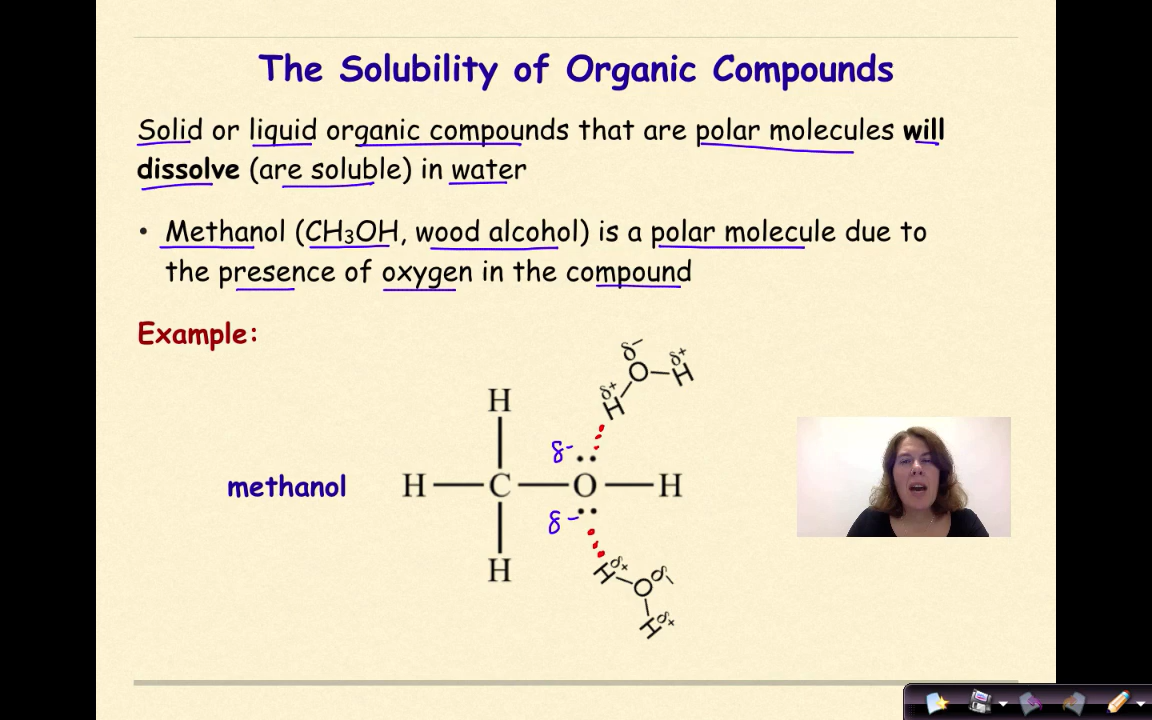 The Solubility of Organic Compounds
Solid or liquid organic compounds that are polar molecules will
dissolve (are soluble) in water
• Methanol (CH₃OH, wood alcohol) is a polar molecule due to
the presence of oxygen in the compound
Example:
δ− δ+
O—H
δ+
H
H
δ− ••
methanol H—C—O—H
δ− ••
H
H δ+ O δ−
H δ+